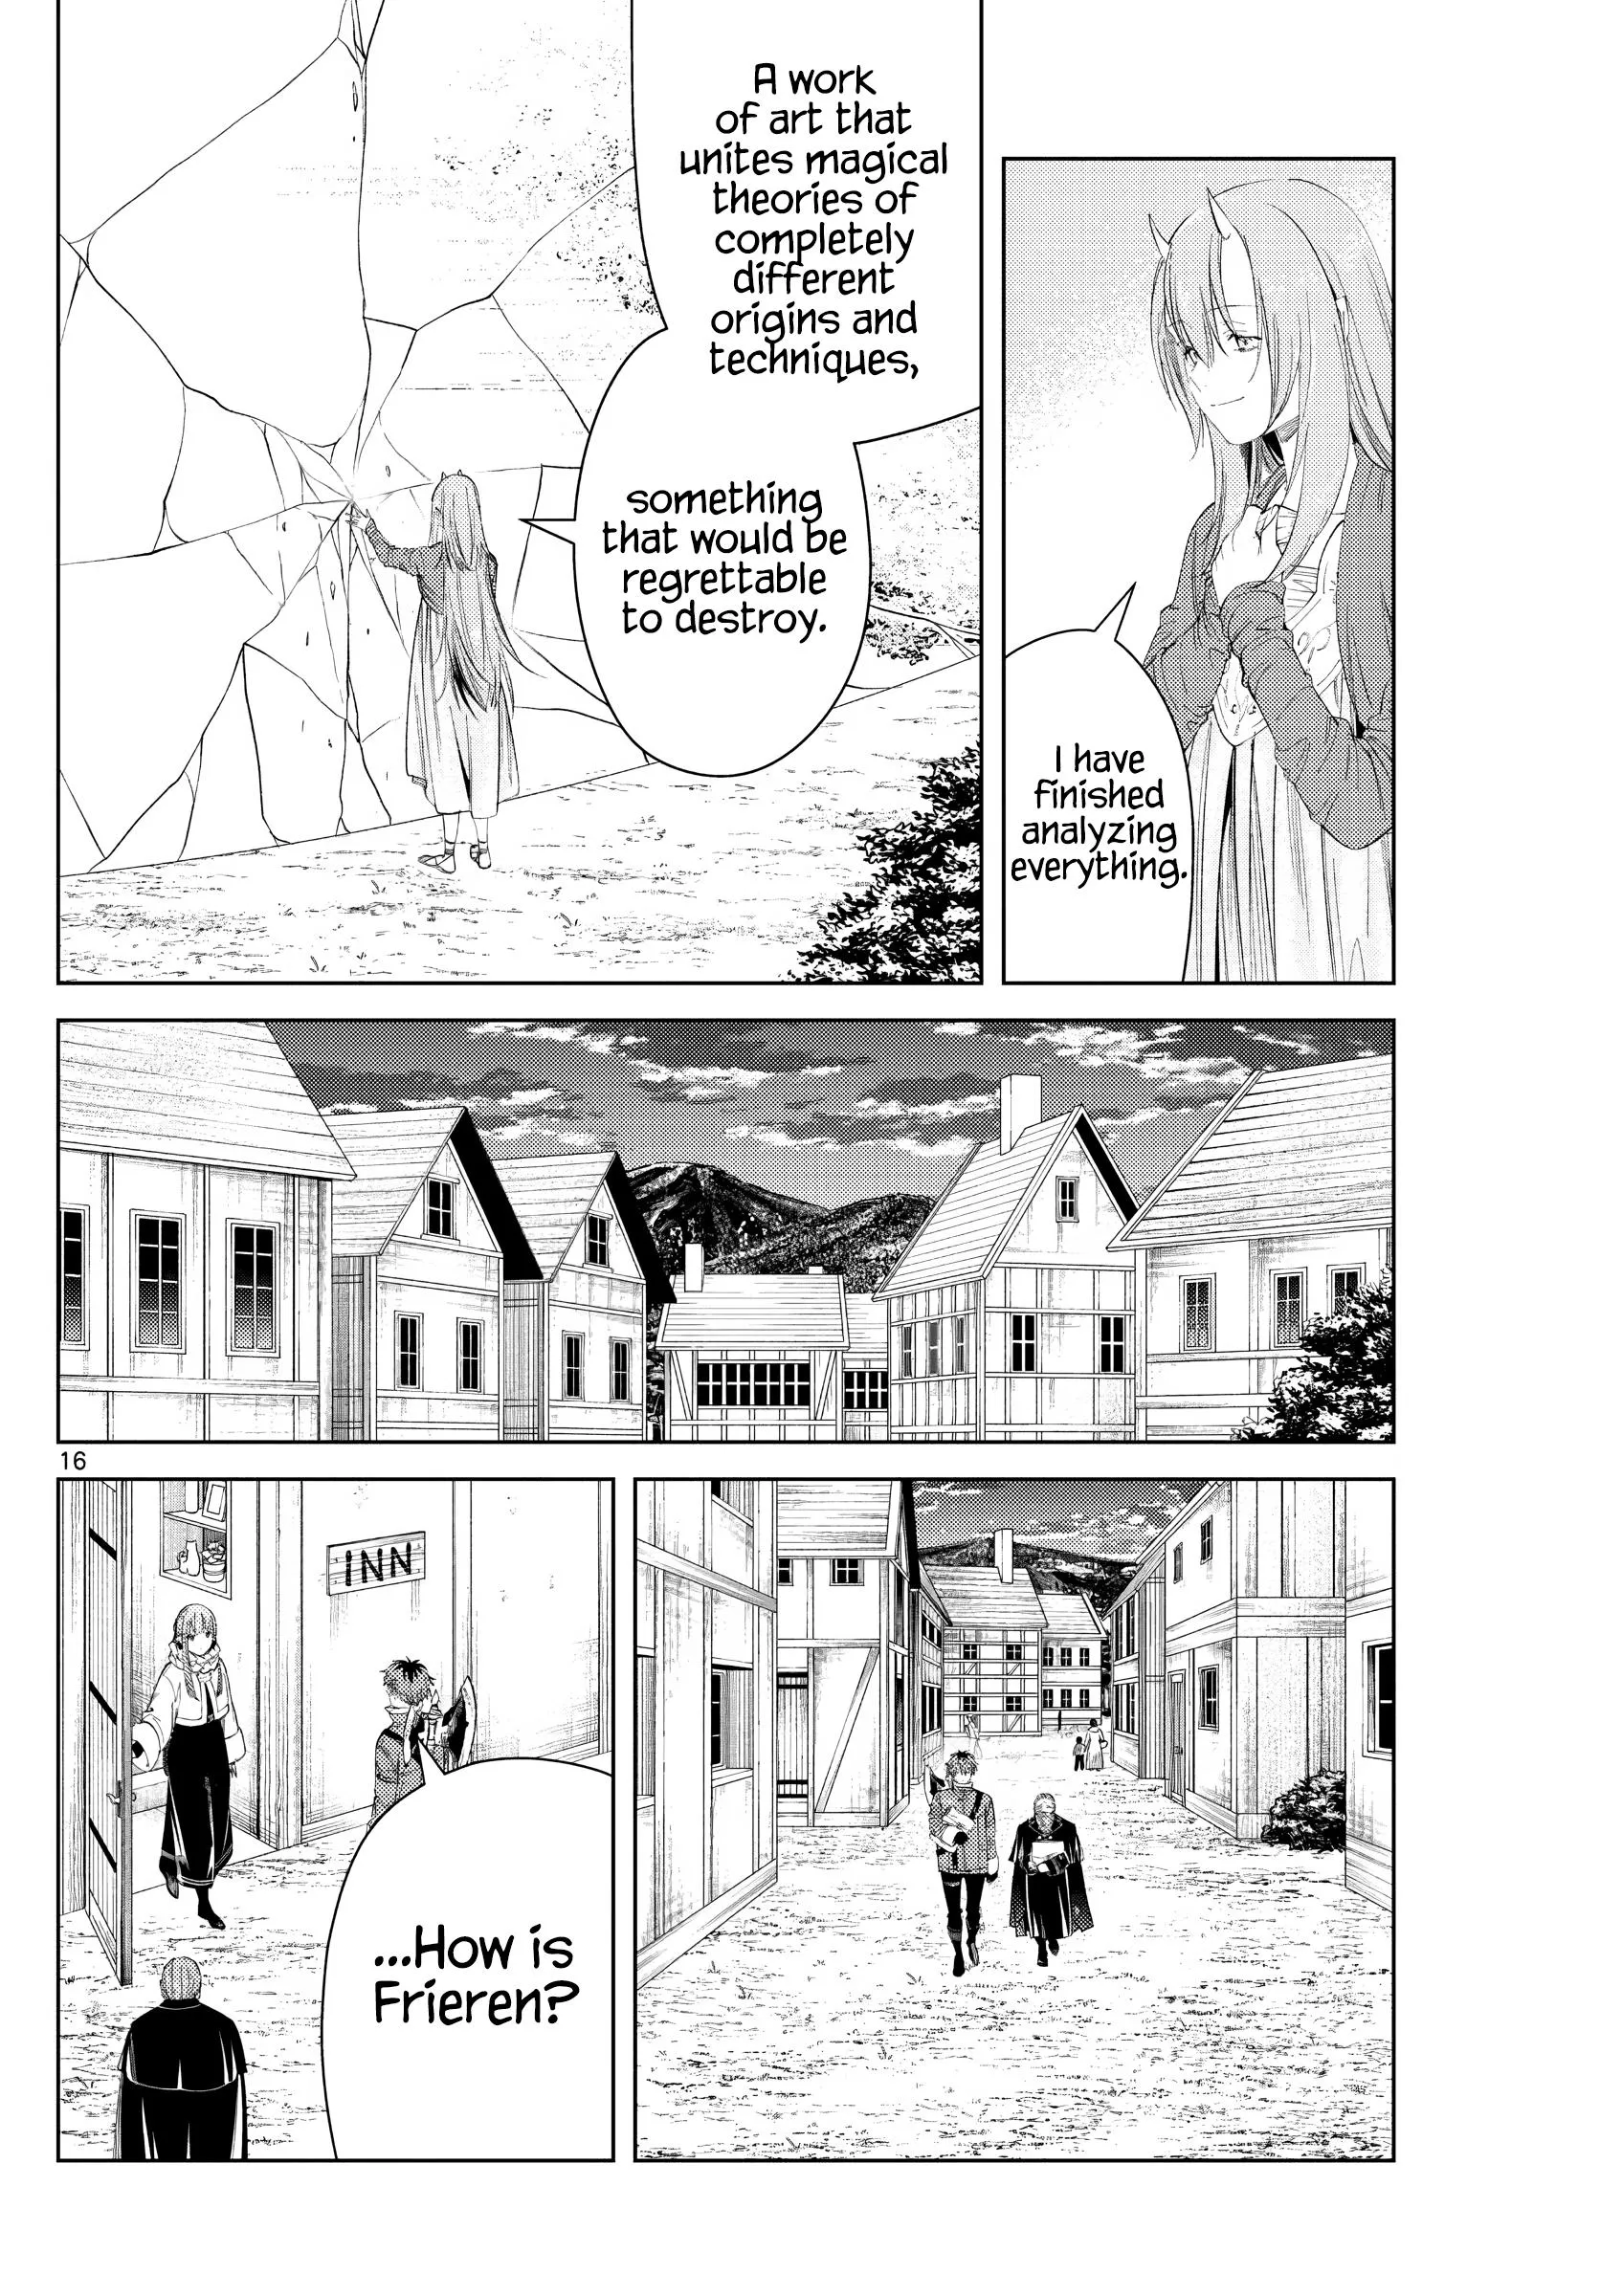 I have
finished
analyzing
everything.
A work
of art that
unites magical
theories of
completely
different
origins and
techniques,
something
that would be
regrettable
to destroy.
16
INN
...How is
Frieren?